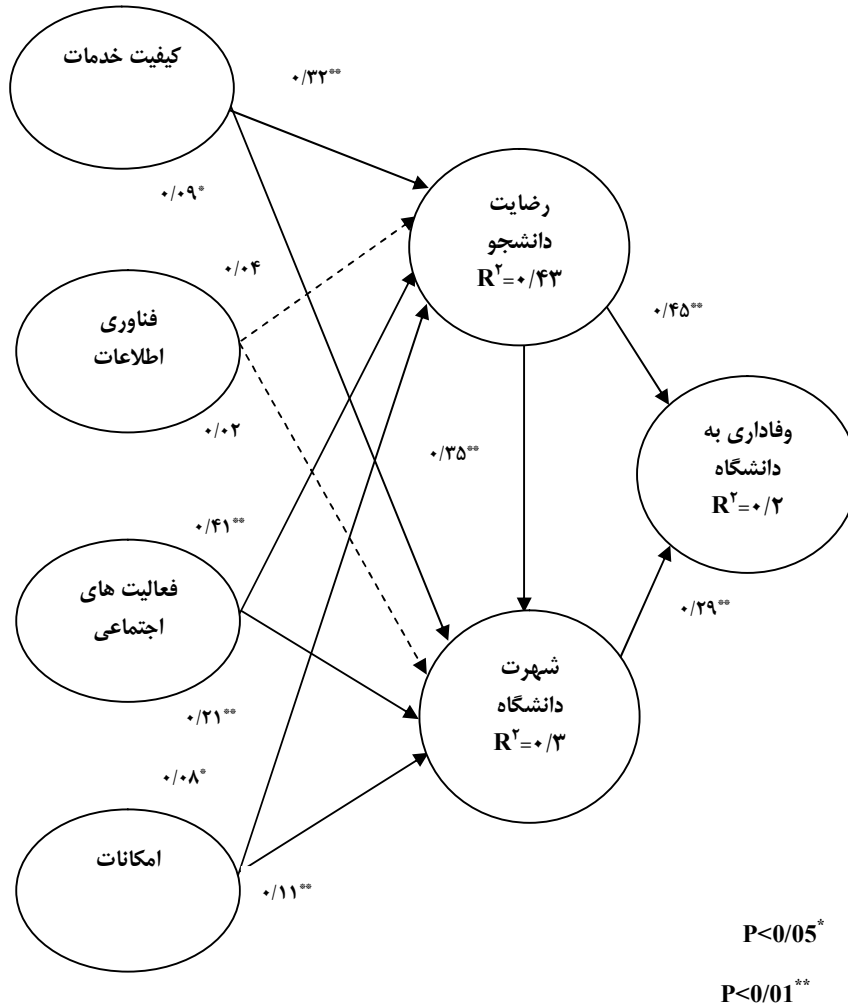 کیفیت خدمات
۰/۳۲**
۰/۰۹*
رضایت
دانشجو
R۲=۰/۴۳
۰/۰۴
فناوری
اطلاعات
۰/۴۵**
۰/۰۲
۰/۳۵**
وفاداری به
دانشگاه
R۲=۰/۲
۰/۴۱**
فعالیت های
اجتماعی
۰/۲۹**
شهرت
دانشگاه
R۲=۰/۳
۰/۲۱**
۰/۰۸*
امکانات
۰/۱۱**
P<0/05*
P<0/01**